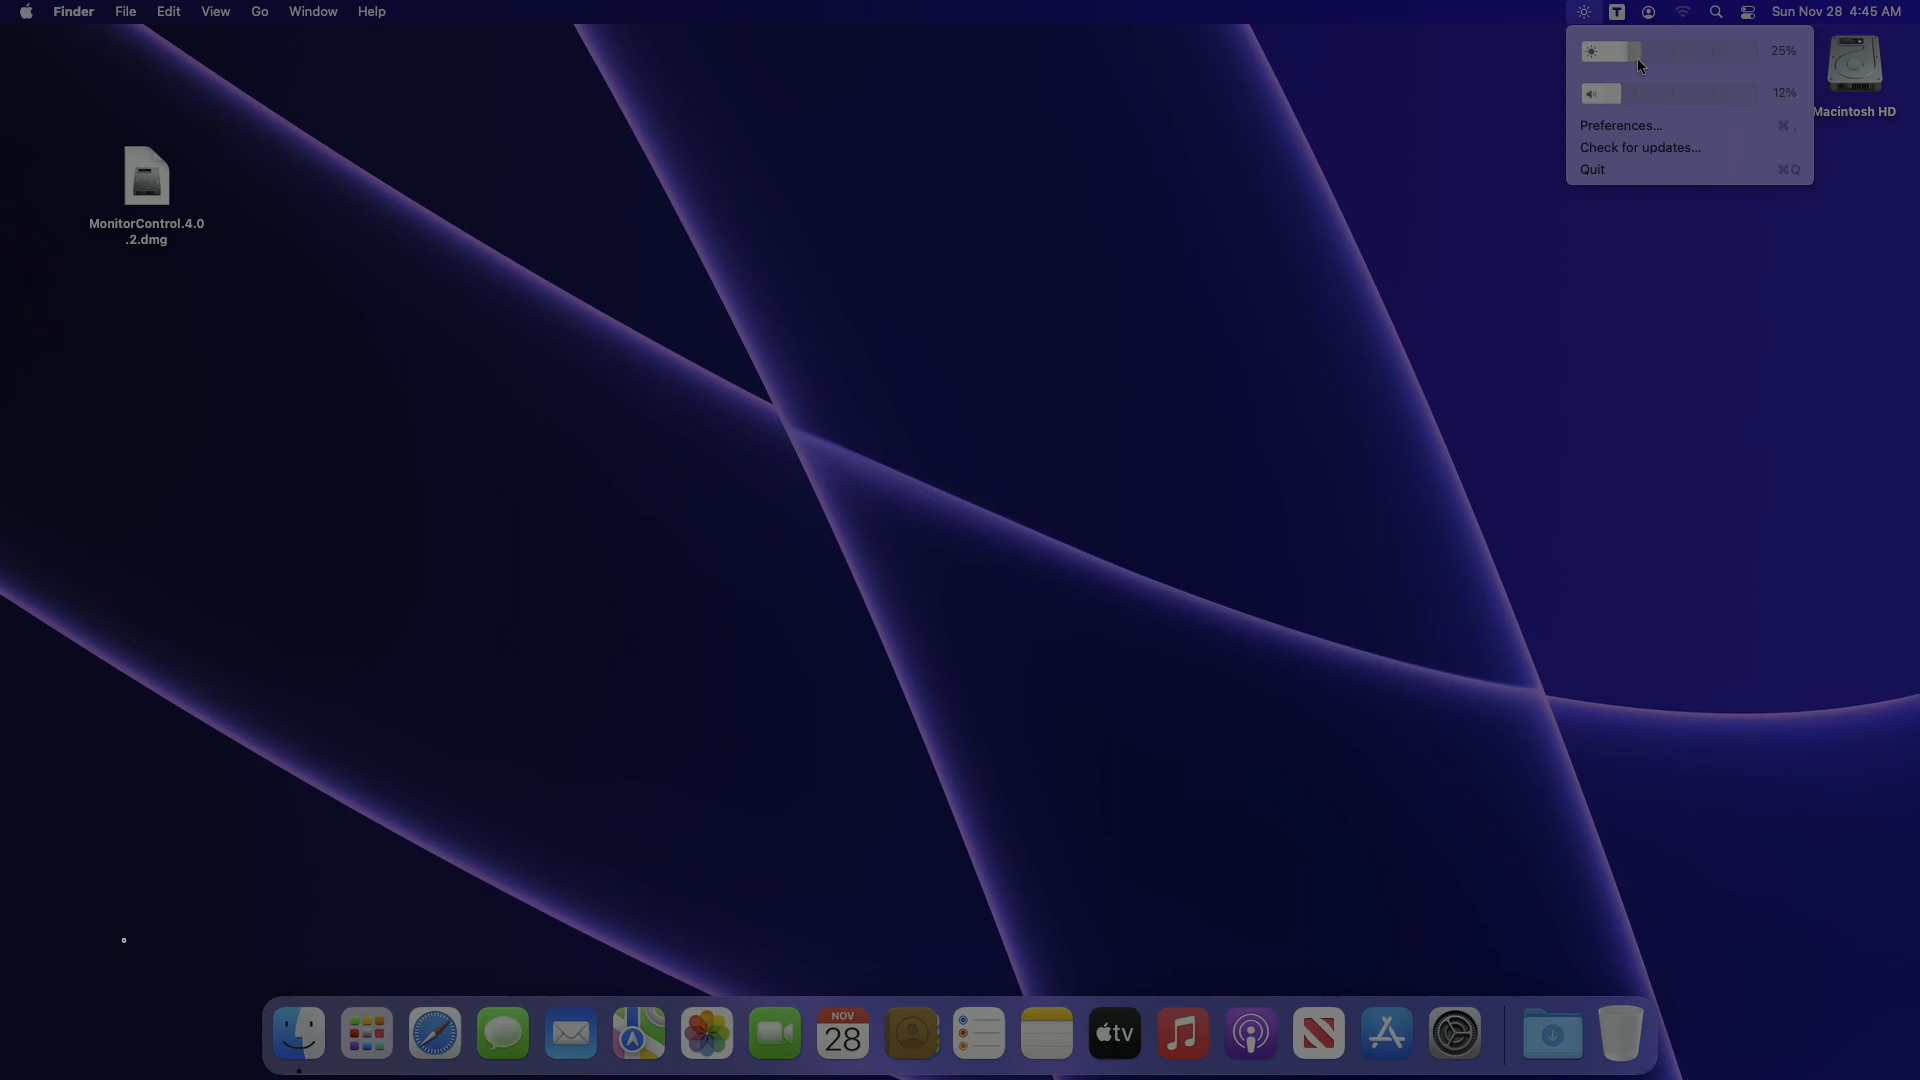 Finder File Edit View Go Window Help
T
Sun Nov 28 4:45 AM
25%
12%
Preferences... ⌘ ,
Check for updates...
Quit ⌘Q
Macintosh HD
MonitorControl.4.0
.2.dmg
NOV
28
tv